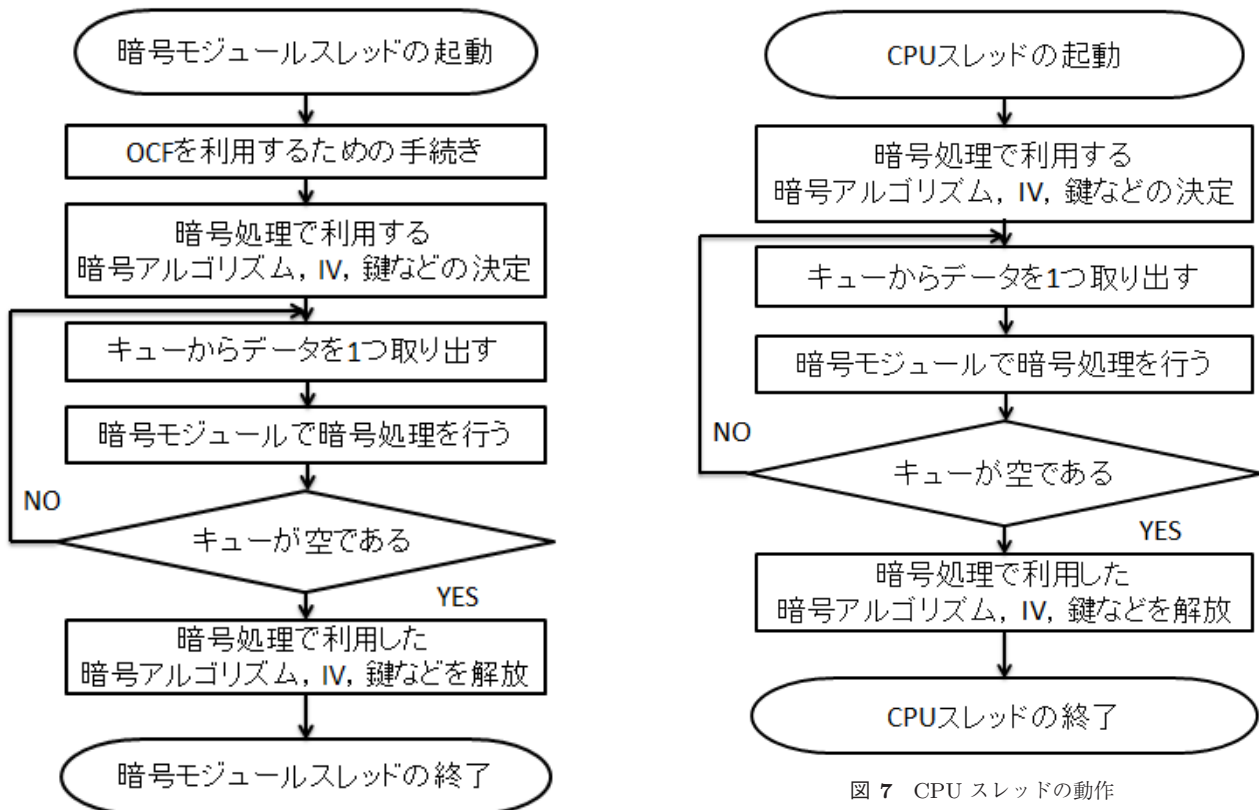 暗号モジュールスレッドの起動
OCFを利用するための手続き
暗号処理で利用する
暗号アルゴリズム, IV, 鍵などの決定
キューからデータを1つ取り出す
暗号モジュールで暗号処理を行う
NO
キューが空である
YES
暗号処理で利用した
暗号アルゴリズム, IV, 鍵などを解放
暗号モジュールスレッドの終了
CPUスレッドの起動
暗号処理で利用する
暗号アルゴリズム, IV, 鍵などの決定
キューからデータを1つ取り出す
暗号モジュールで暗号処理を行う
NO
キューが空である
YES
暗号処理で利用した
暗号アルゴリズム, IV, 鍵などを解放
CPUスレッドの終了
図 7 CPU スレッドの動作